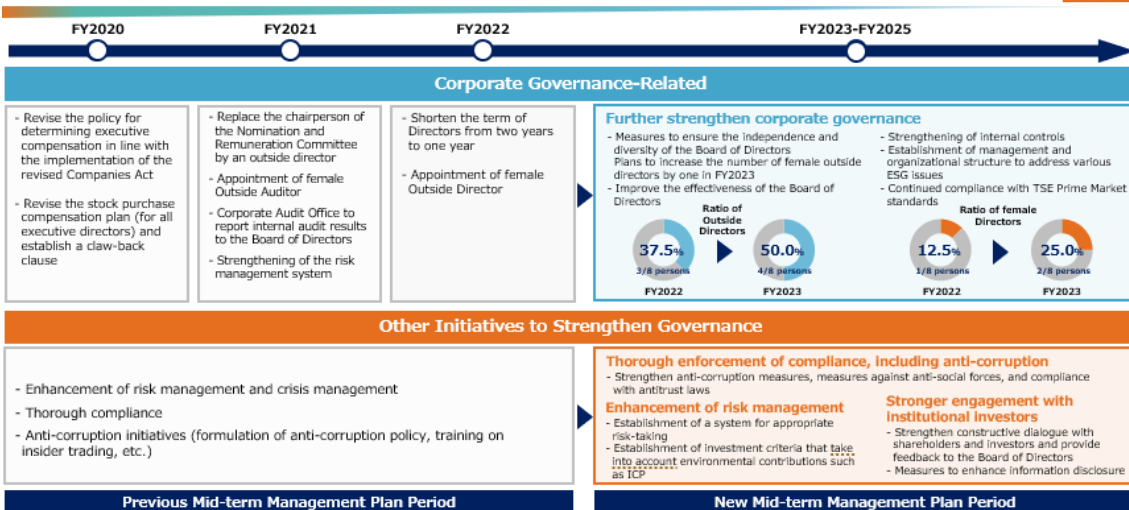 FY2020
FY2021
FY2022
FY2023-FY2025
Corporate Governance-Related
- Revise the policy for
determining executive
compensation in line with
the implementation of the
revised Companies Act
- Revise the stock purchase
compensation plan (for all
executive directors) and
establish a claw-back
clause
- Replace the chairperson of
the Nomination and
Remuneration Committee
by an outside director
- Appointment of female
Outside Auditor
- Corporate Audit Office to
report internal audit results
to the Board of Directors
- Strengthening of the risk
management system
- Shorten the term of
Directors from two years
to one year
- Appointment of female
Outside Director
Further strengthen corporate governance
- Measures to ensure the independence and
diversity of the Board of Directors
Plans to increase the number of female outside
directors by one in FY2023
- Improve the effectiveness of the Board of
Directors
- Strengthening of internal controls
- Establishment of management and
organizational structure to address various
ESG issues
- Continued compliance with TSE Prime Market
standards
Ratio of
Outside
Directors
37.5%
3/8 persons
FY2022
50.0%
4/8 persons
FY2023
Ratio of female
Directors
12.5%
1/8 persons
FY2022
25.0%
2/8 persons
FY2023
Other Initiatives to Strengthen Governance
- Enhancement of risk management and crisis management
- Thorough compliance
- Anti-corruption initiatives (formulation of anti-corruption policy, training on
insider trading, etc.)
Thorough enforcement of compliance, including anti-corruption
- Strengthen anti-corruption measures, measures against anti-social forces, and compliance
with antitrust laws
Enhancement of risk management
- Establishment of a system for appropriate
risk-taking
- Establishment of investment criteria that take
into account environmental contributions such
as ICP
Stronger engagement with
institutional investors
- Strengthen constructive dialogue with
shareholders and investors and provide
feedback to the Board of Directors
- Measures to enhance information disclosure
Previous Mid-term Management Plan Period
New Mid-term Management Plan Period